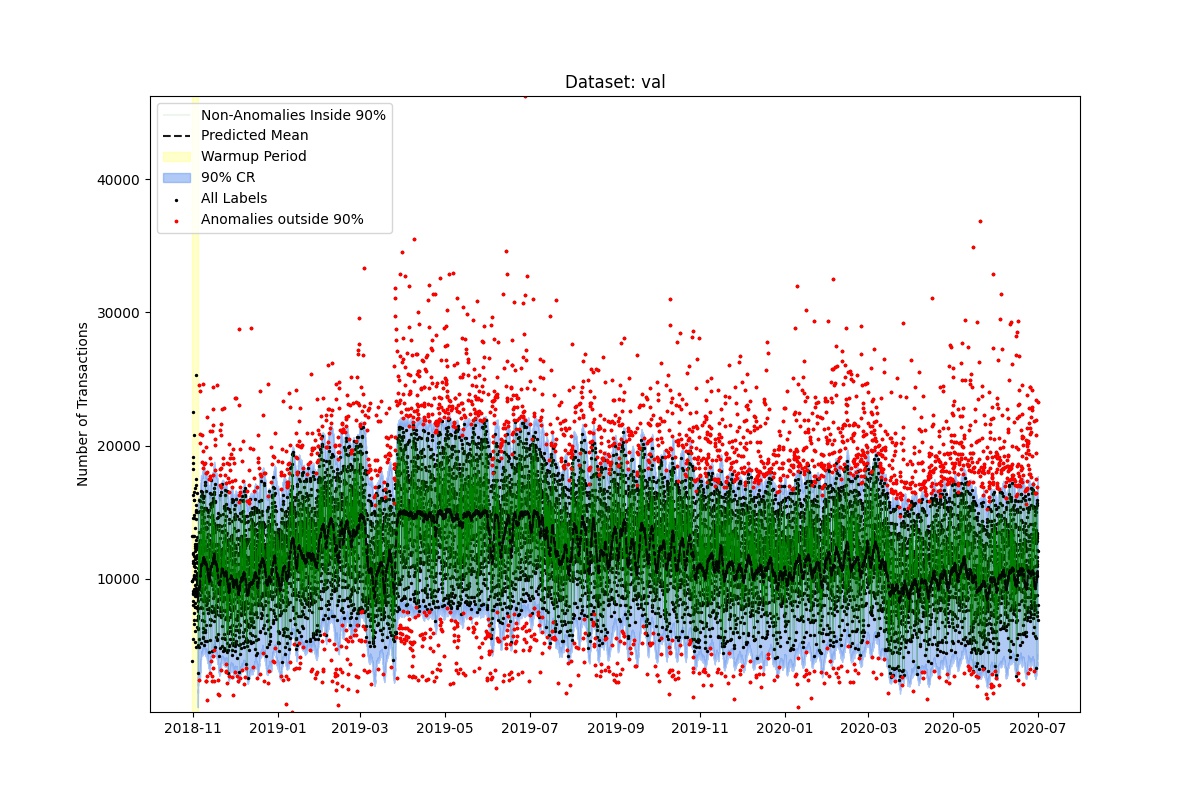 Dataset: val
Number of Transactions
40000
30000
20000
10000
Non-Anomalies Inside 90%
Predicted Mean
Warmup Period
90% CR
All Labels
Anomalies outside 90%
2018-11
2019-01
2019-03
2019-05
2019-07
2019-09
2019-11
2020-01
2020-03
2020-05
2020-07